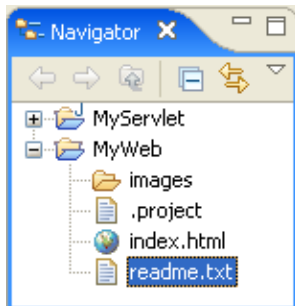 Navigator
MyServlet
MyWeb
images
.project
index.html
readme.txt